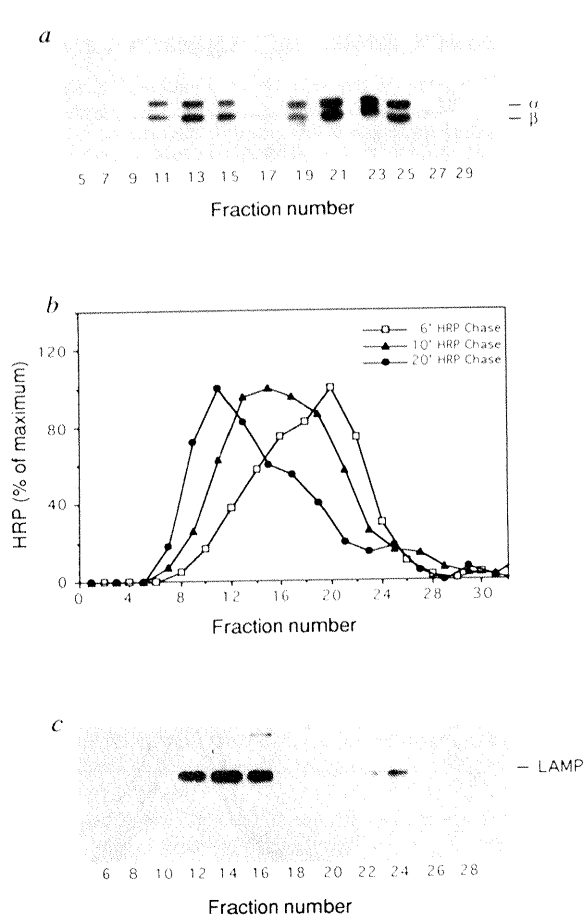 a
– α
– β
5 7 9 11 13 15 17 19 21 23 25 27 29
Fraction number
b
6' HRP Chase
10' HRP Chase
20' HRP Chase
120
80
40
0
HRP (% of maximum)
0 4 8 12 16 20 24 30
Fraction number
c
– LAMP
6 8 10 12 14 16 18 20 22 24 26 28
Fraction number